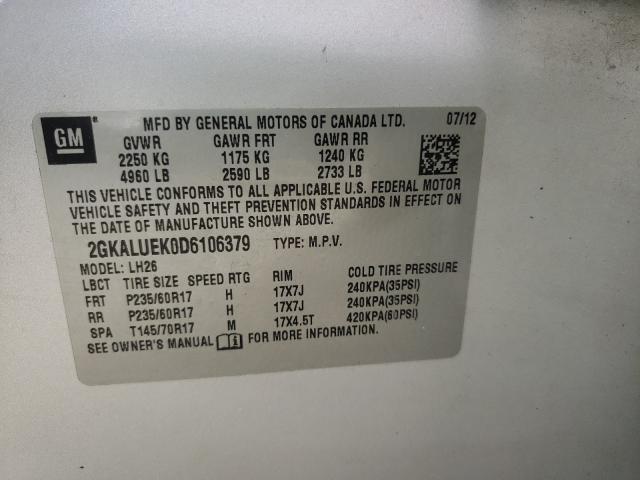 GM
MFD BY GENERAL MOTORS OF CANADA LTD. 07/12
GVWR GAWR FRT GAWR RR
2250 KG 1175 KG 1240 KG
4960 LB 2590 LB 2733 LB
THIS VEHICLE CONFORMS TO ALL APPLICABLE U.S. FEDERAL MOTOR
VEHICLE SAFETY AND THEFT PREVENTION STANDARDS IN EFFECT ON
THE DATE OF MANUFACTURE SHOWN ABOVE.
2GKALUEK0D6106379 TYPE: M.P.V.
MODEL: LH26
LBCT TIRE SIZE SPEED RTG RIM COLD TIRE PRESSURE
FRT P235/60R17 H 17X7J 240KPA(35PSI)
RR P235/60R17 H 17X7J 240KPA(35PSI)
SPA T145/70R17 M 17X4.5T 420KPA(60PSI)
SEE OWNER'S MANUAL FOR MORE INFORMATION.